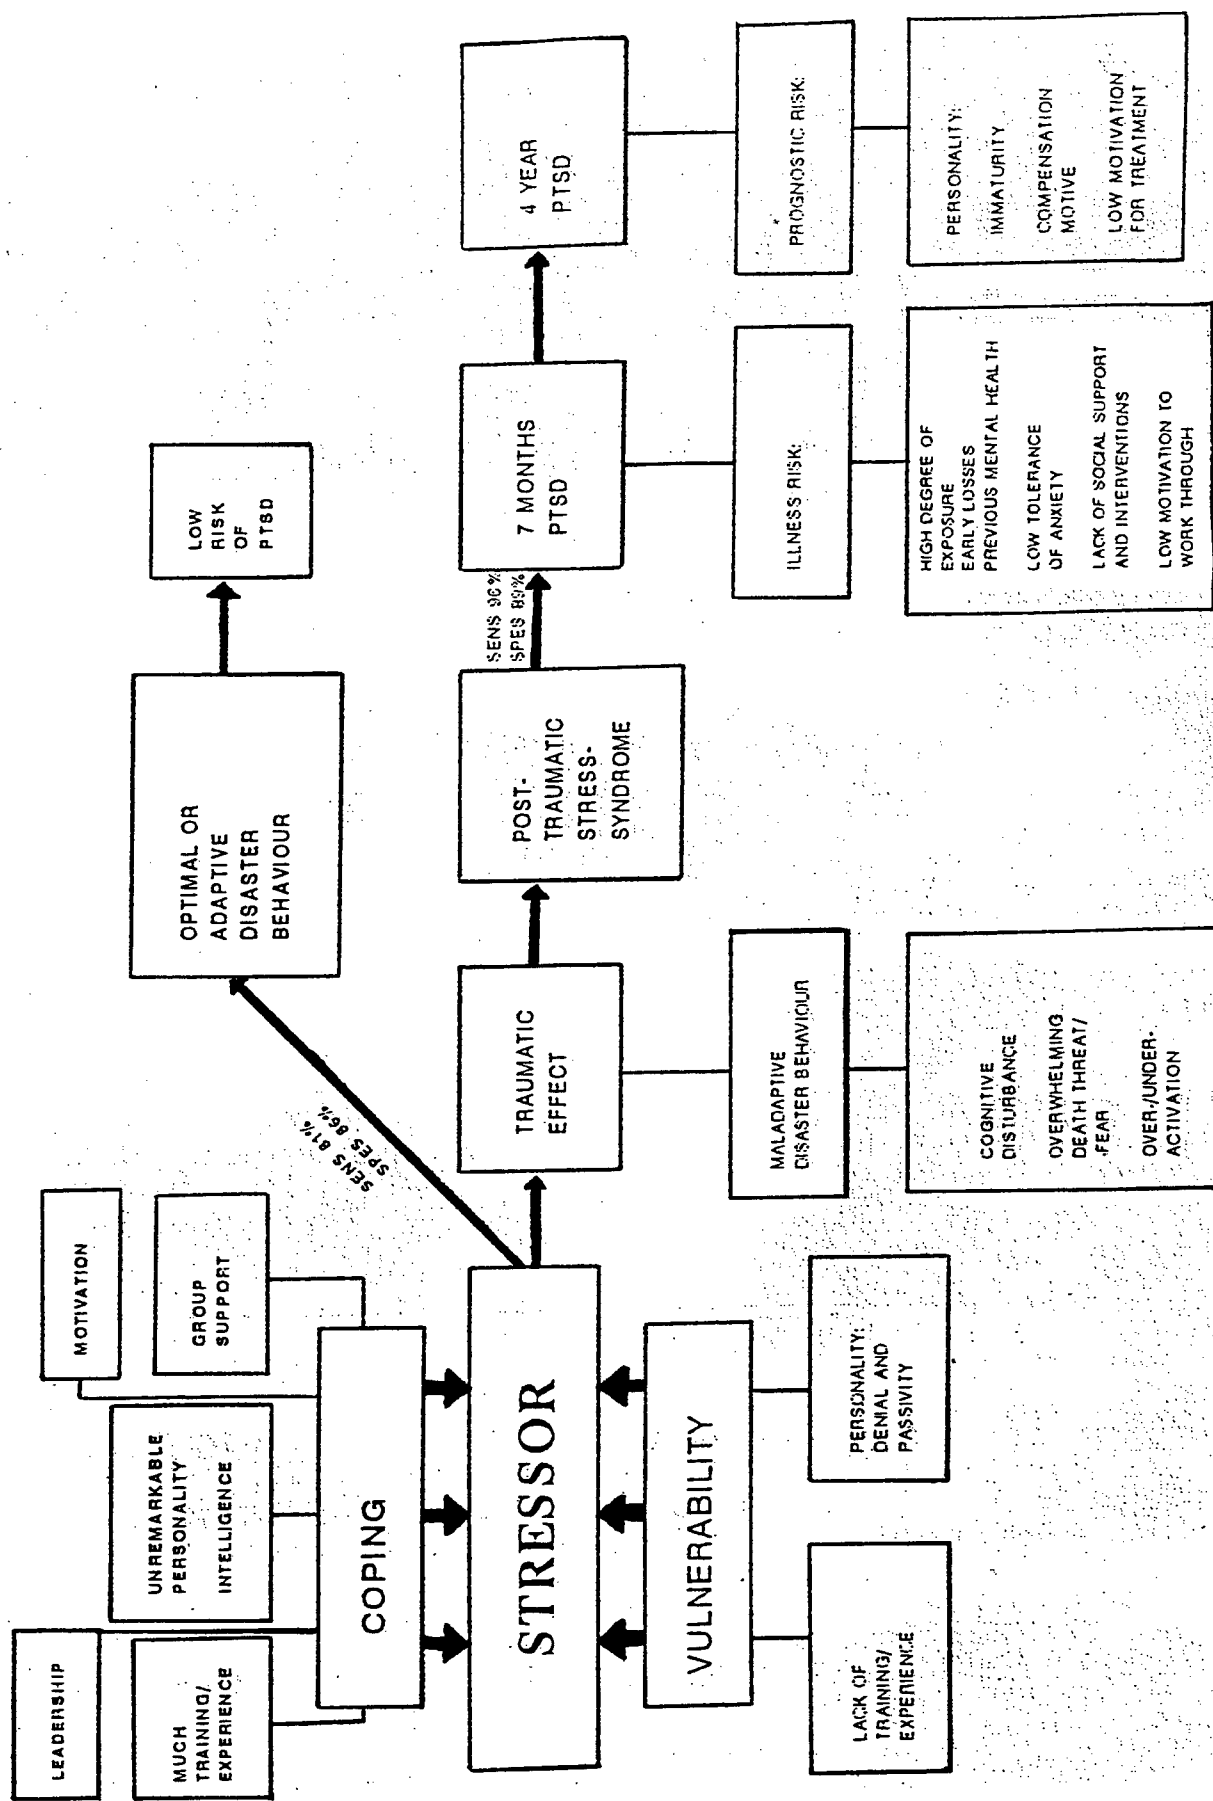 LEADERSHIP
MUCH
TRAINING/
EXPERIENCE
UNREMARKABLE
PERSONALITY
INTELLIGENCE
MOTIVATION
GROUP
SUPPORT
COPING
STRESSOR
VULNERABILITY
LACK OF
TRAINING/
EXPERIENCE
PERSONALITY:
DENIAL AND
PASSIVITY
SENS 81%
SPES 86%
OPTIMAL OR
ADAPTIVE
DISASTER
BEHAVIOUR
LOW
RISK
OF
PTSD
TRAUMATIC
EFFECT
MALADAPTIVE
DISASTER BEHAVIOUR
COGNITIVE
DISTURBANCE
OVERWHELMING
DEATH THREAT/
FEAR
OVER-/UNDER-
ACTIVATION
POST-
TRAUMATIC
STRESS-
SYNDROME
SENS 96%
SPES 89%
7 MONTHS
PTSD
ILLNESS RISK:
HIGH DEGREE OF
EXPOSURE
EARLY LOSSES
PREVIOUS MENTAL HEALTH
LOW TOLERANCE
OF ANXIETY
LACK OF SOCIAL SUPPORT
AND INTERVENTIONS
LOW MOTIVATION TO
WORK THROUGH
4 YEAR
PTSD
PROGNOSTIC RISK:
PERSONALITY:
IMMATURITY
COMPENSATION
MOTIVE
LOW MOTIVATION
FOR TREATMENT